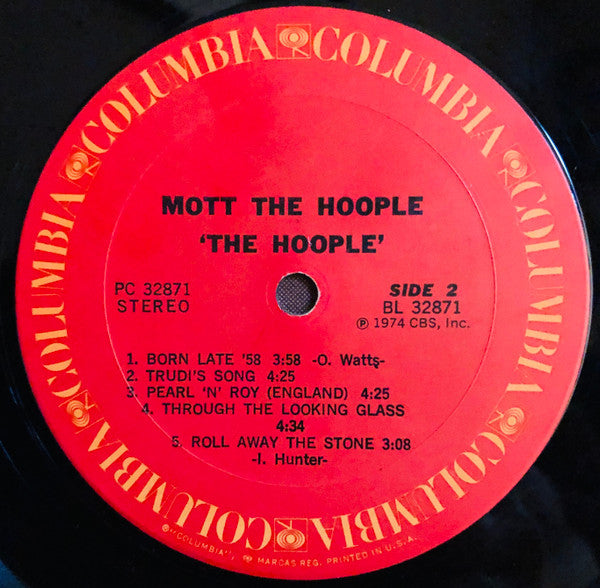 COLUMBIA COLUMBIA COLUMBIA COLUMBIA COLUMBIA COLUMBIA
MOTT THE HOOPLE
'THE HOOPLE'
PC 32871
STEREO
SIDE 2
BL 32871
Ⓟ 1974 CBS, Inc.
1. BORN LATE '58 3:58 -O. Watts-
2. TRUDI'S SONG 4:25
3. PEARL 'N' ROY (ENGLAND) 4:25
4. THROUGH THE LOOKING GLASS
4:34
5. ROLL AWAY THE STONE 3:08
-I. Hunter-
"COLUMBIA", MARCAS REG. PRINTED IN U.S.A.